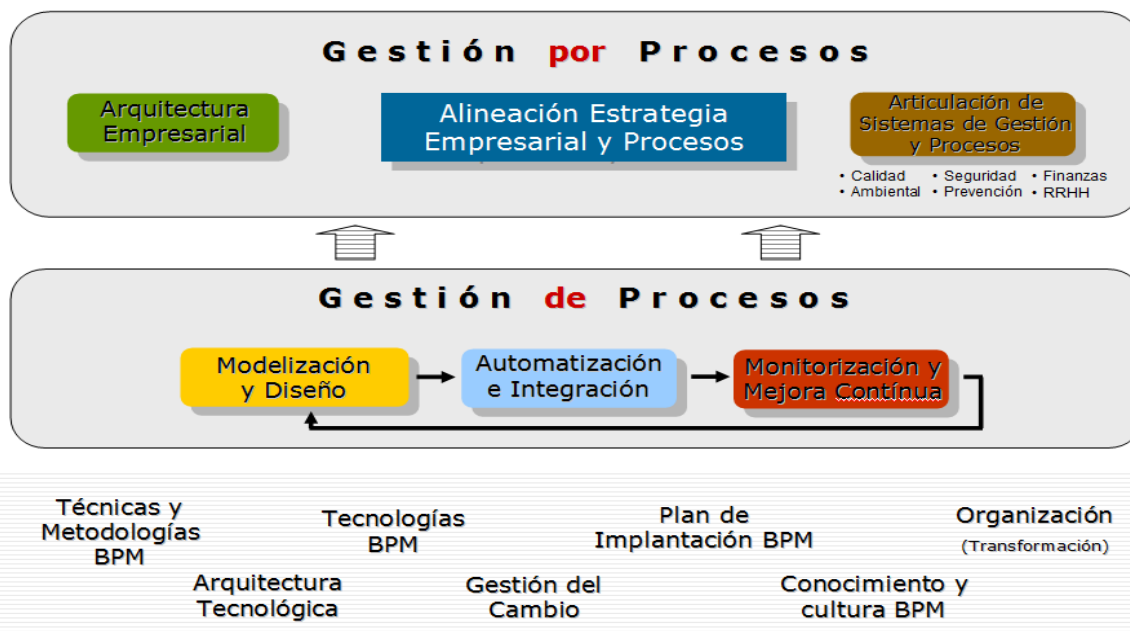 Gestión por Procesos
Arquitectura
Empresarial
Alineación Estrategia
Empresarial y Procesos
Articulación de
Sistemas de Gestión
y Procesos
• Calidad • Seguridad • Finanzas
• Ambiental • Prevención • RRHH
Gestión de Procesos
Modelización
y Diseño
Automatización
e Integración
Monitorización y
Mejora Contínua
Técnicas y
Metodologías
BPM
Tecnologías
BPM
Plan de
Implantación BPM
Organización
(Transformación)
Arquitectura
Tecnológica
Gestión del
Cambio
Conocimiento y
cultura BPM